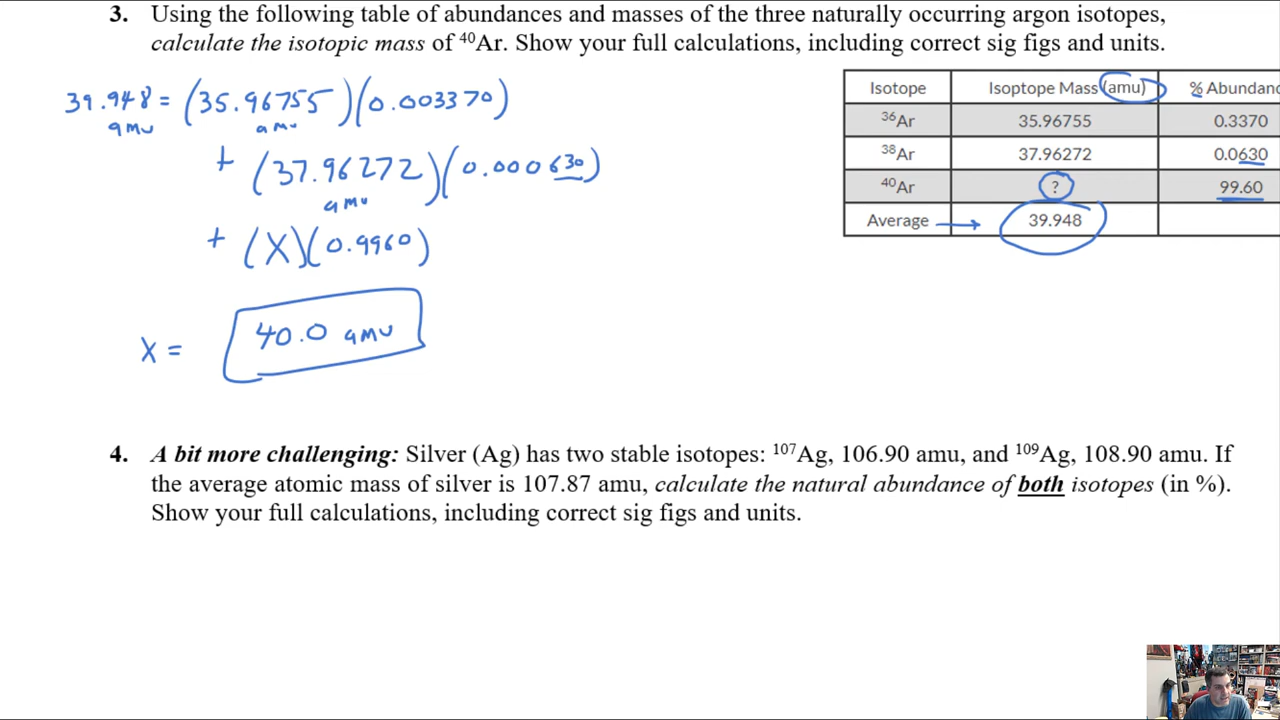 3. Using the following table of abundances and masses of the three naturally occurring argon isotopes,
calculate the isotopic mass of ⁴⁰Ar. Show your full calculations, including correct sig figs and units.
39.948 = (35.96755)(0.003370)
amu amu
+ (37.96272)(0.000630)
amu
+ (X)(0.9960)
X = 40.0 amu
Isotope Isoptope Mass (amu) % Abundanc
³⁶Ar 35.96755 0.3370
³⁸Ar 37.96272 0.0630
⁴⁰Ar ? 99.60
Average → 39.948
4. A bit more challenging: Silver (Ag) has two stable isotopes: ¹⁰⁷Ag, 106.90 amu, and ¹⁰⁹Ag, 108.90 amu. If
the average atomic mass of silver is 107.87 amu, calculate the natural abundance of both isotopes (in %).
Show your full calculations, including correct sig figs and units.